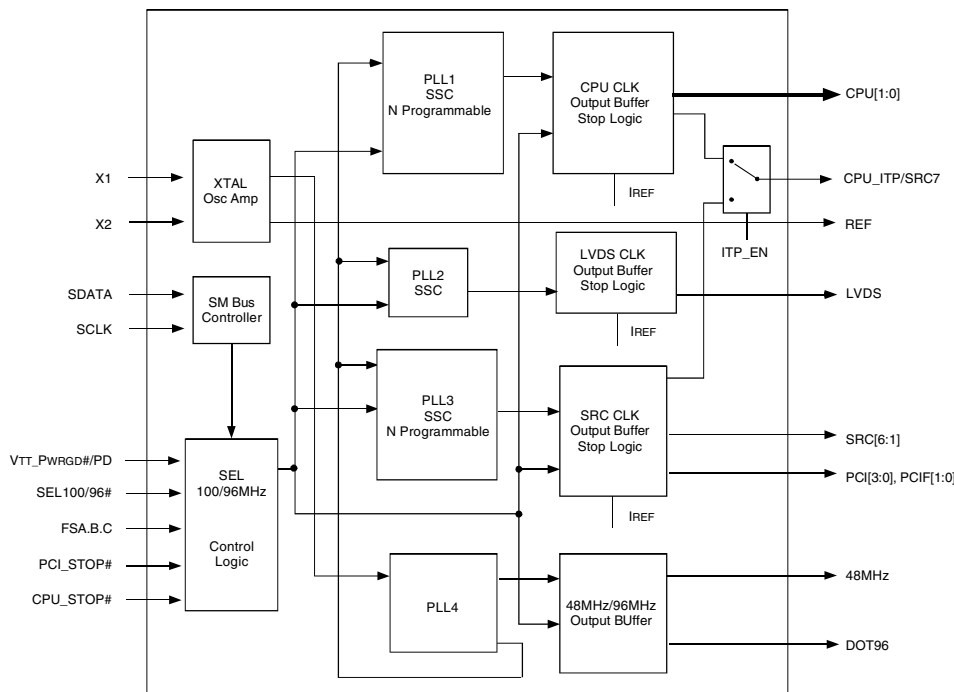 PLL1
SSC
N Programmable
CPU CLK
Output Buffer
Stop Logic
CPU[1:0]
X1
X2
XTAL
Osc Amp
IREF
CPU_ITP/SRC7
REF
ITP_EN
SDATA
SCLK
SM Bus
Controller
PLL2
SSC
LVDS CLK
Output Buffer
Stop Logic
LVDS
IREF
PLL3
SSC
N Programmable
SRC CLK
Output Buffer
Stop Logic
SRC[6:1]
PCI[3:0], PCIF[1:0]
IREF
VTT_PWRGD#/PD
SEL100/96#
FSA.B.C
PCI_STOP#
CPU_STOP#
SEL
100/96MHz
Control
Logic
PLL4
48MHz/96MHz
Output BUffer
48MHz
DOT96